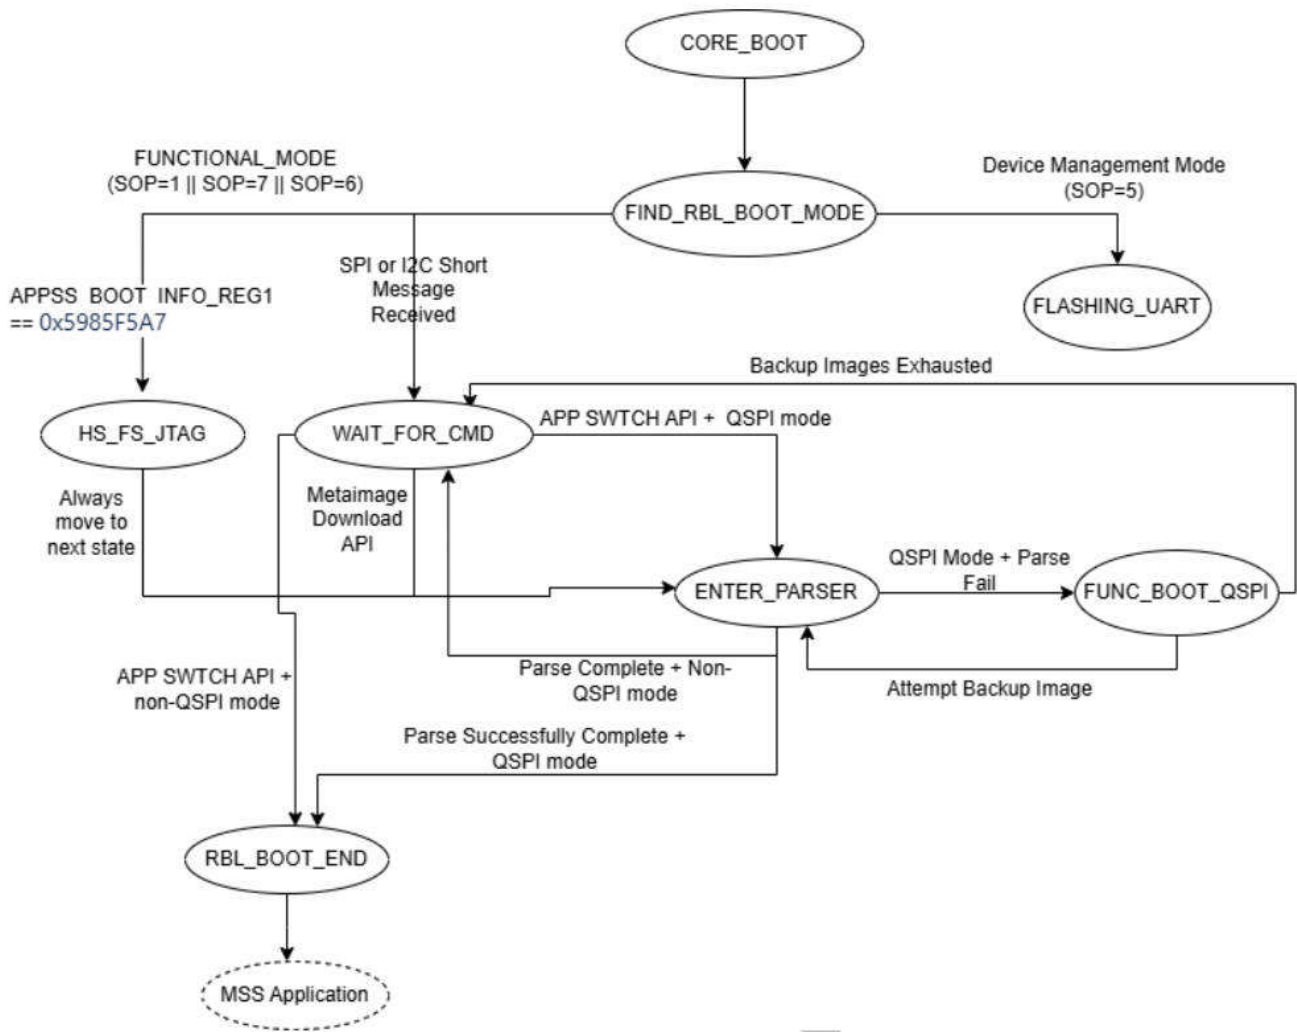 CORE_BOOT
FUNCTIONAL_MODE
(SOP=1 || SOP=7 || SOP=6)
Device Management Mode
(SOP=5)
FIND_RBL_BOOT_MODE
SPI or I2C Short
Message
Received
APPSS BOOT INFO_REG1
== 0x5985F5A7
FLASHING_UART
Backup Images Exhausted
HS_FS_JTAG
WAIT_FOR_CMD
APP SWTCH API + QSPI mode
Always
move to
next state
Metaimage
Download
API
ENTER_PARSER
QSPI Mode + Parse
Fail
FUNC_BOOT_QSPI
APP SWTCH API +
non-QSPI mode
Parse Complete + Non-
QSPI mode
Attempt Backup Image
Parse Successfully Complete +
QSPI mode
RBL_BOOT_END
MSS Application